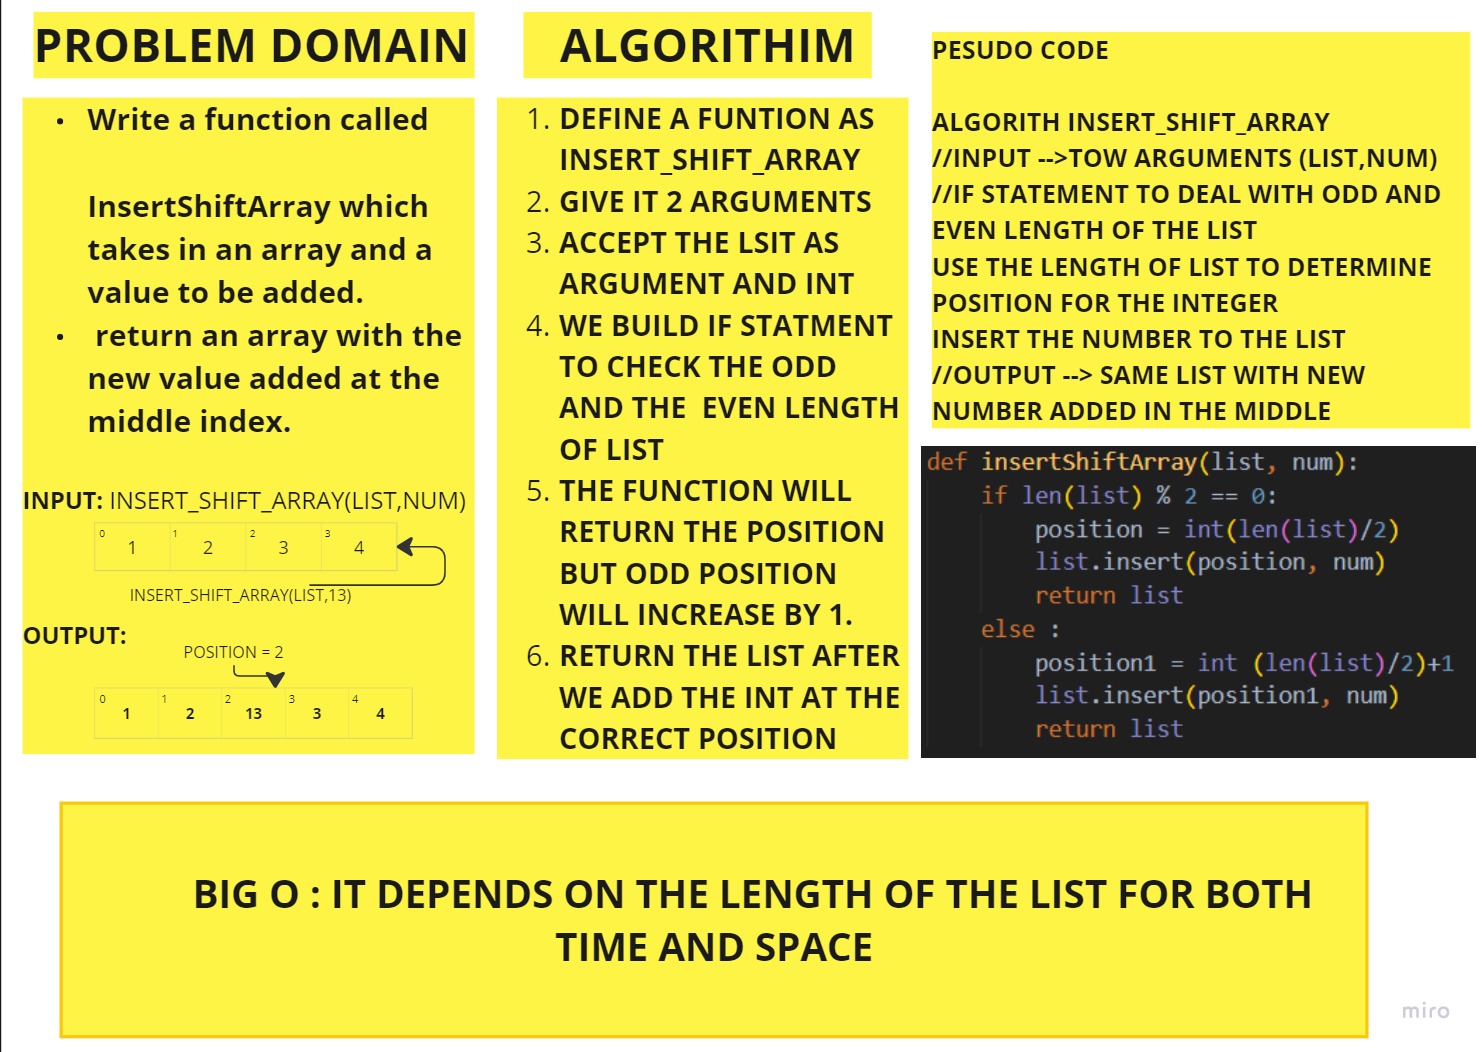 PROBLEM DOMAIN
• Write a function called
InsertShiftArray which
takes in an array and a
value to be added.
• return an array with the
new value added at the
middle index.
INPUT: INSERT_SHIFT_ARRAY(LIST,NUM)
0 1 2 3
1 2 3 4
INSERT_SHIFT_ARRAY(LIST,13)
OUTPUT:
POSITION = 2
0 1 2 3 4
1 2 13 3 4
ALGORITHIM
1. DEFINE A FUNTION AS
INSERT_SHIFT_ARRAY
2. GIVE IT 2 ARGUMENTS
3. ACCEPT THE LSIT AS
ARGUMENT AND INT
4. WE BUILD IF STATMENT
TO CHECK THE ODD
AND THE EVEN LENGTH
OF LIST
5. THE FUNCTION WILL
RETURN THE POSITION
BUT ODD POSITION
WILL INCREASE BY 1.
6. RETURN THE LIST AFTER
WE ADD THE INT AT THE
CORRECT POSITION
PESUDO CODE
ALGORITH INSERT_SHIFT_ARRAY
//INPUT -->TOW ARGUMENTS (LIST,NUM)
//IF STATEMENT TO DEAL WITH ODD AND
EVEN LENGTH OF THE LIST
USE THE LENGTH OF LIST TO DETERMINE
POSITION FOR THE INTEGER
INSERT THE NUMBER TO THE LIST
//OUTPUT --> SAME LIST WITH NEW
NUMBER ADDED IN THE MIDDLE
def insertShiftArray(list, num):
    if len(list) % 2 == 0:
        position = int(len(list)/2)
        list.insert(position, num)
        return list
    else :
        position1 = int (len(list)/2)+1
        list.insert(position1, num)
        return list
BIG O : IT DEPENDS ON THE LENGTH OF THE LIST FOR BOTH
TIME AND SPACE
miro